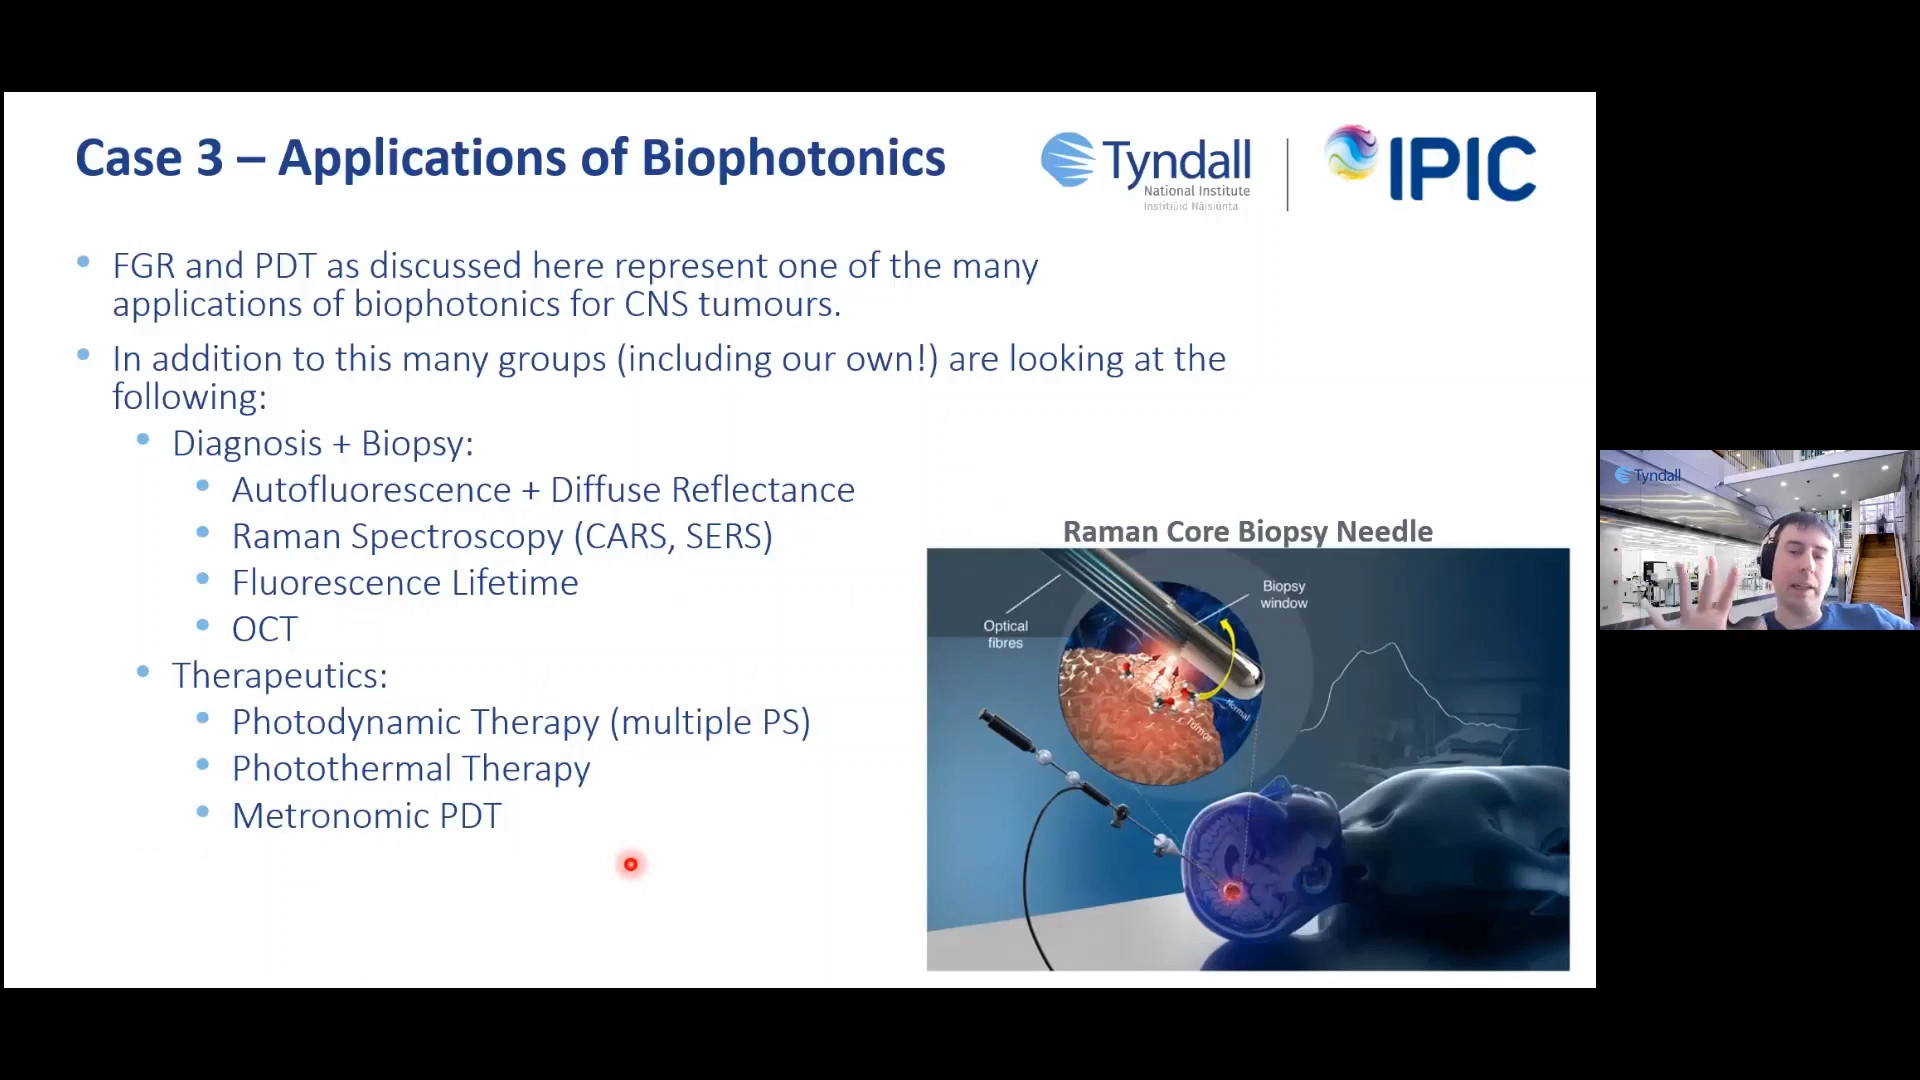 Case 3 – Applications of Biophotonics
Tyndall
National Institute
Institiúid Náisiúnta
IPIC
FGR and PDT as discussed here represent one of the many
applications of biophotonics for CNS tumours.
In addition to this many groups (including our own!) are looking at the
following:
Diagnosis + Biopsy:
Autofluorescence + Diffuse Reflectance
Raman Spectroscopy (CARS, SERS)
Fluorescence Lifetime
OCT
Therapeutics:
Photodynamic Therapy (multiple PS)
Photothermal Therapy
Metronomic PDT
Raman Core Biopsy Needle
Biopsy
window
Optical
fibres
Normal
Tumor
Tyndall